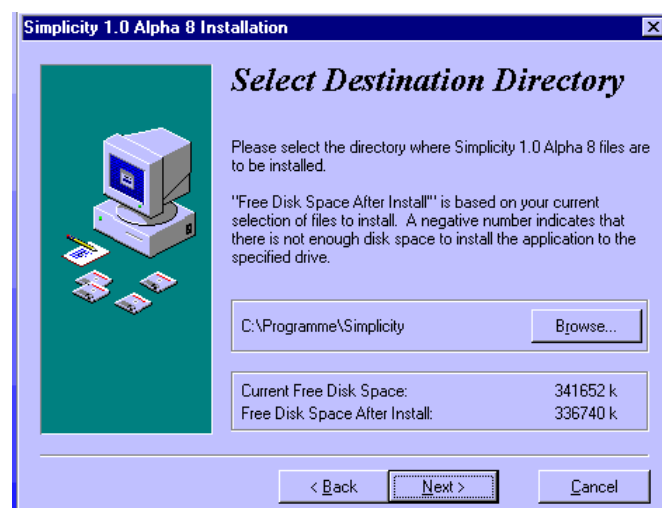 Simplicity 1.0 Alpha 8 Installation
Select Destination Directory
Please select the directory where Simplicity 1.0 Alpha 8 files are
to be installed.
"Free Disk Space After Install"" is based on your current
selection of files to install. A negative number indicates that
there is not enough disk space to install the application to the
specified drive.
C:\Programme\Simplicity
Browse...
Current Free Disk Space: 341652 k
Free Disk Space After Install: 336740 k
< Back
Next >
Cancel